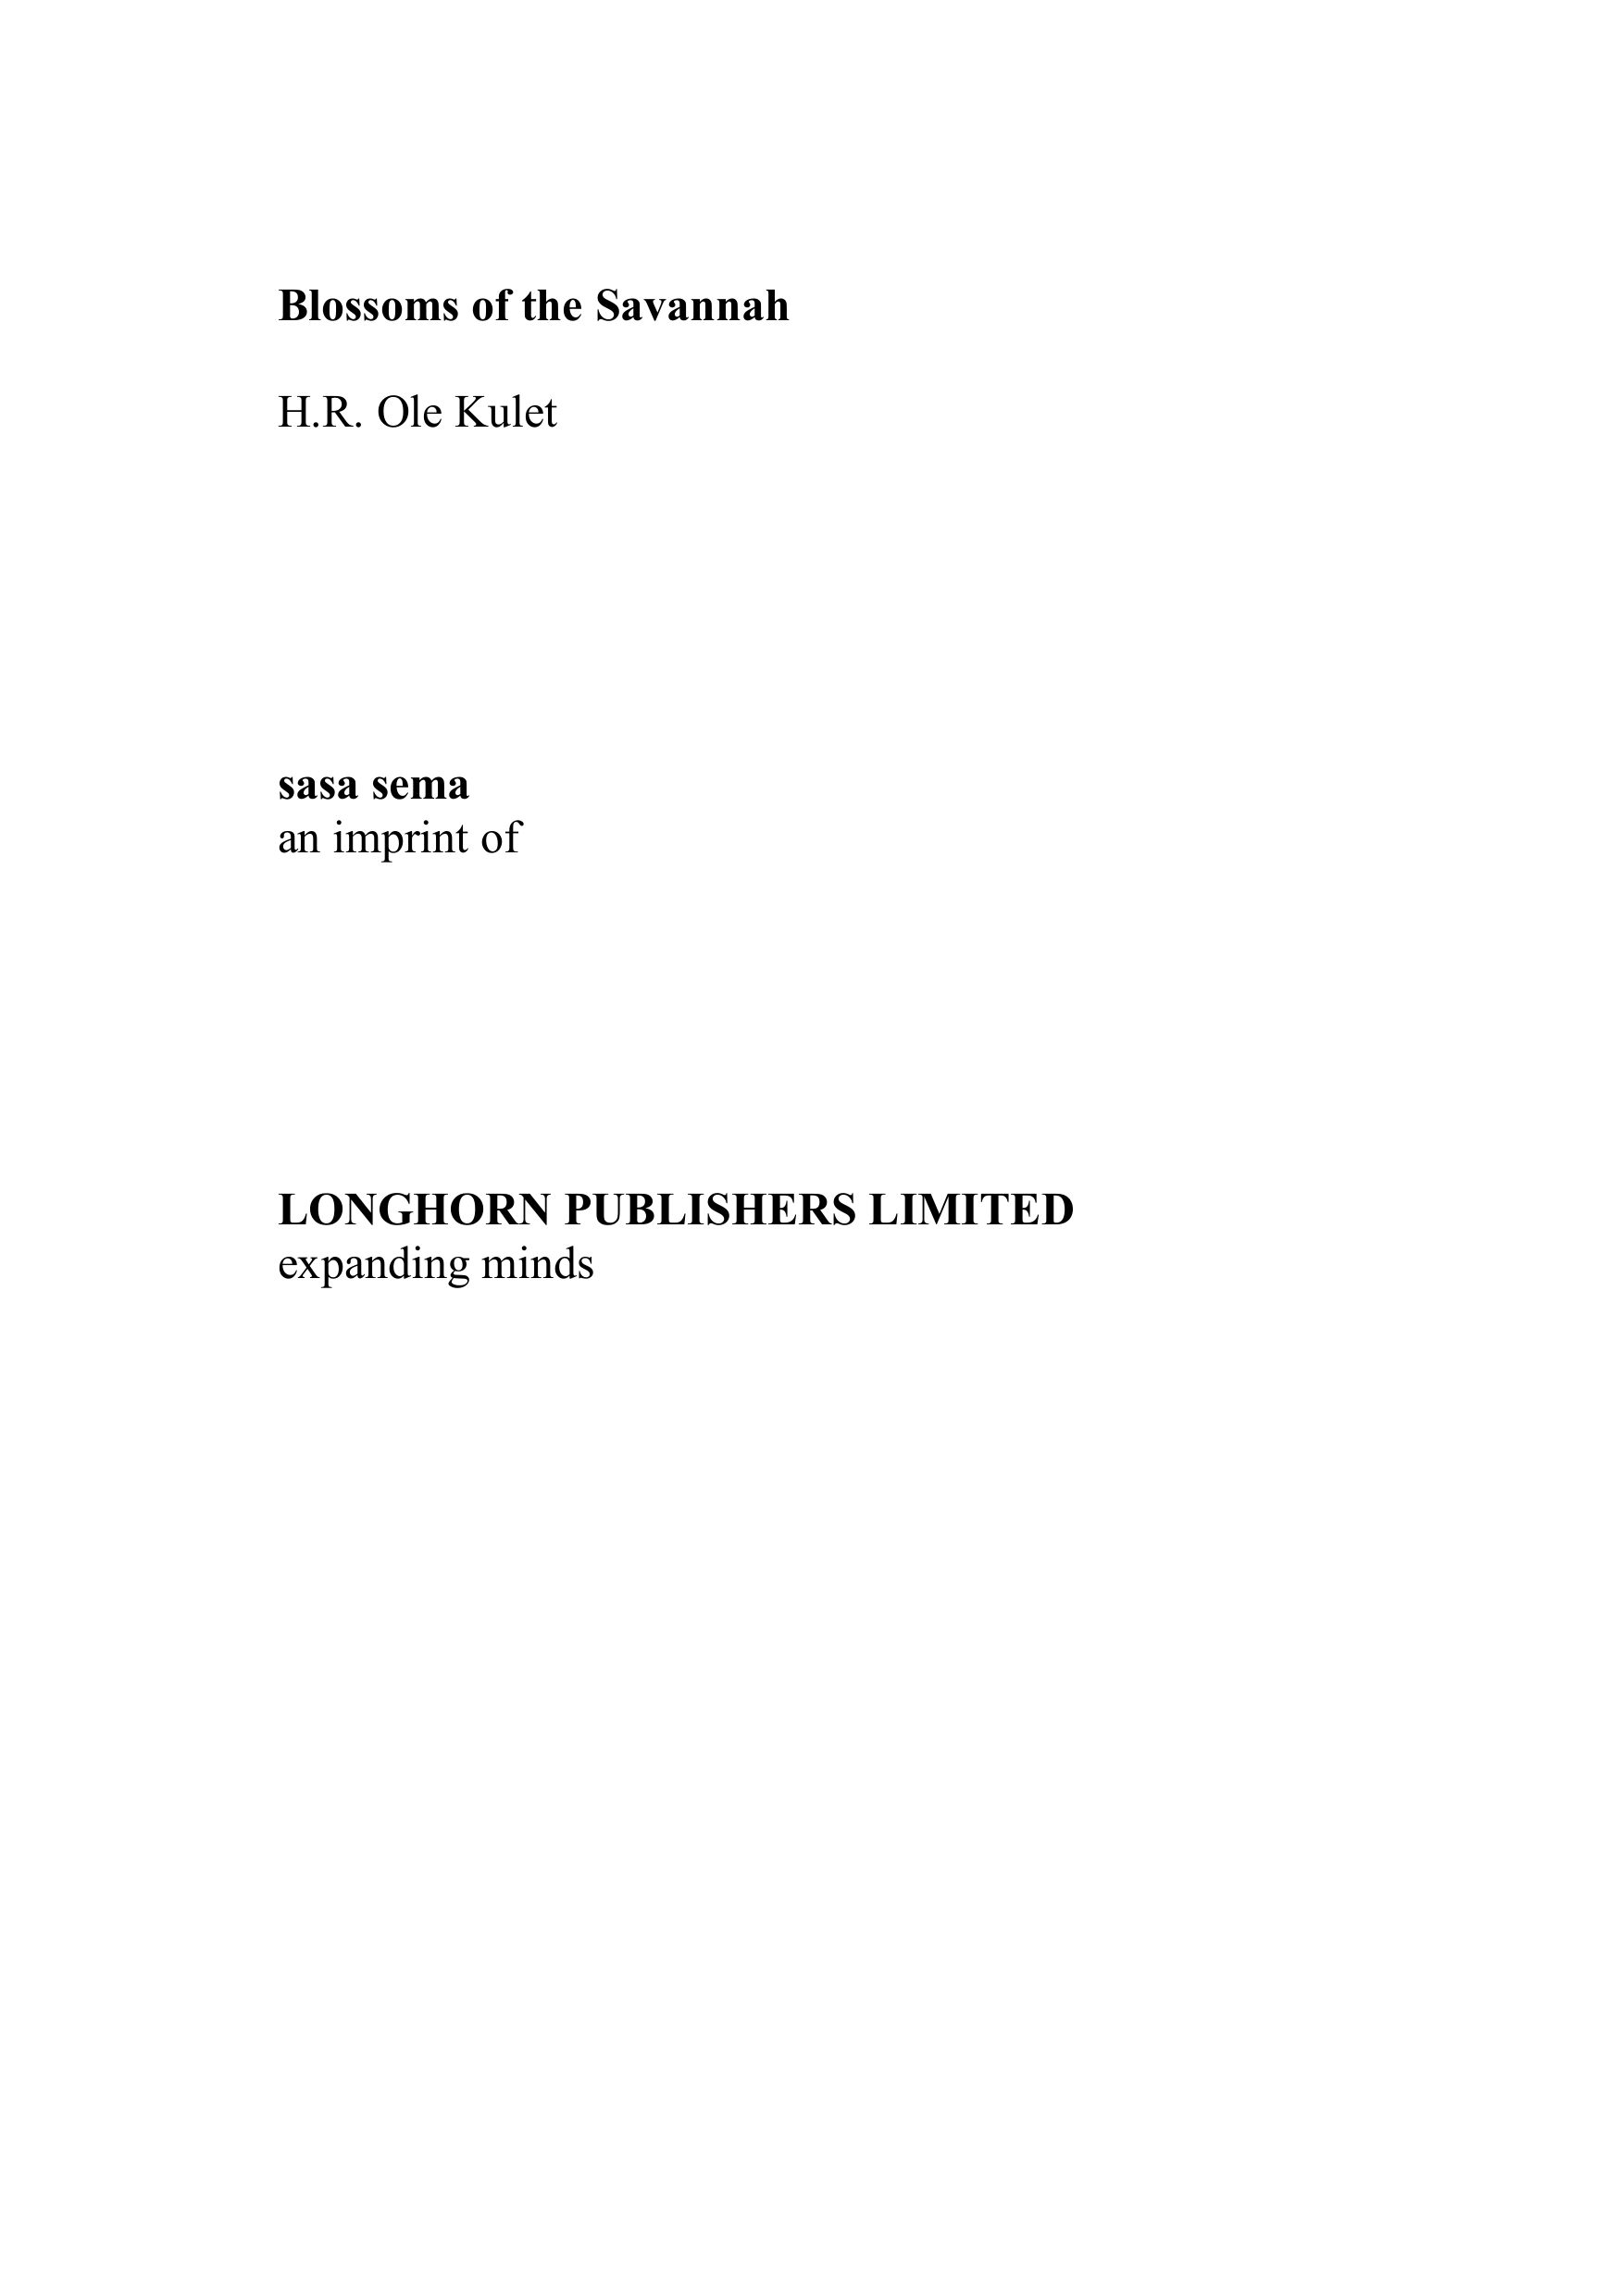 Blossoms of the Savannah
H.R. Ole Kulet
sasa sema
an imprint of
LONGHORN PUBLISHERS LIMITED
expanding minds